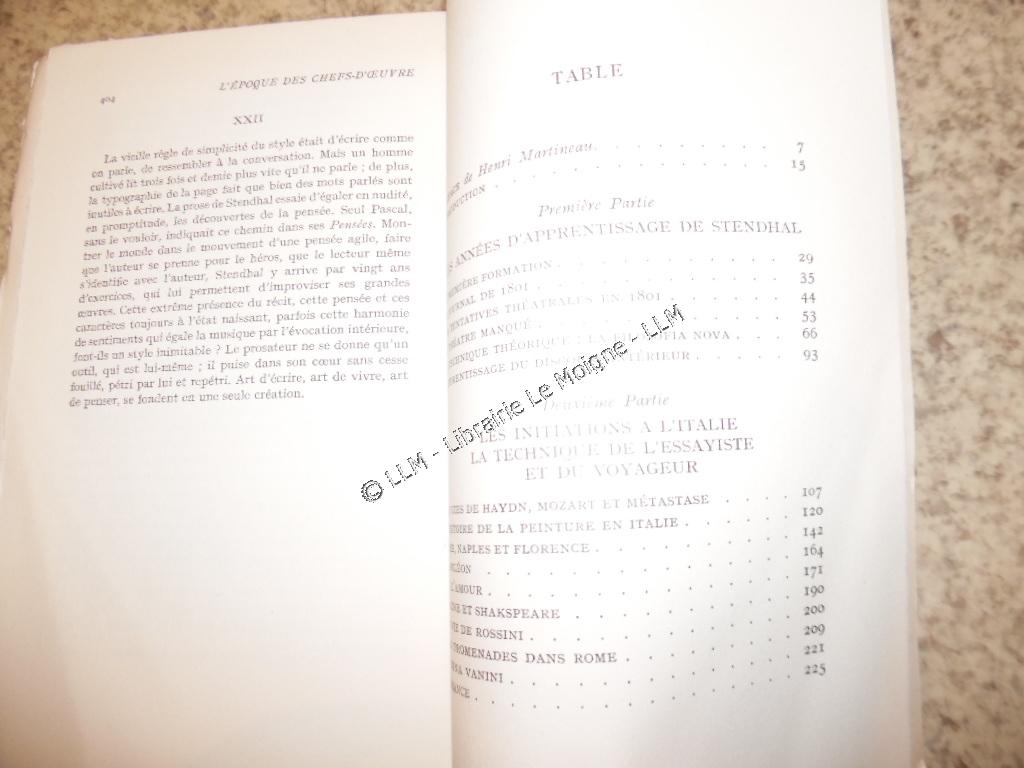 404
L'ÉPOQUE DES CHEFS-D'ŒUVRE
XXII
La vieille règle de simplicité du style était d'écrire comme
on parle, de ressembler à la conversation. Mais un homme
cultivé lit trois fois et demie plus vite qu'il ne parle ; de plus,
la typographie de la page fait que bien des mots parlés sont
inutiles à écrire. La prose de Stendhal essaie d'égaler en nudité,
en promptitude, les découvertes de la pensée. Seul Pascal,
sans le vouloir, indiquait ce chemin dans ses Pensées. Mon-
trer le monde dans le mouvement d'une pensée agile, faire
que l'auteur se prenne pour le héros, que le lecteur même
s'identifie avec l'auteur, Stendhal y arrive par vingt ans
d'exercices, qui lui permettent d'improviser ses grandes
œuvres. Cette extrême présence du récit, cette pensée et ces
caractères toujours à l'état naissant, parfois cette harmonie
de sentiments qui égale la musique par l'évocation intérieure,
font-ils un style inimitable ? Le prosateur ne se donne qu'un
outil, qui est lui-même ; il puise dans son cœur sans cesse
fouillé, pétri par lui et repétri. Art d'écrire, art de vivre, art
de penser, se fondent en une seule création.
TABLE
de Henri Martineau. . . . . . . . . 7
. . . . . . . . . . 15
Première Partie
ANNÉES D'APPRENTISSAGE DE STENDHAL
FORMATION . . . . . . . . . . 29
DE 1801 . . . . . . . . . . 35
TENTATIVES THÉATRALES EN 1801 . . . . . 44
MANQUÉ . . . . . . . . . . 53
THÉORIQUE : LA FILOSOFIA NOVA . . . 66
DU INTÉRIEUR . . . . . 93
Deuxième Partie
LES INITIATIONS A L'ITALIE
LA TECHNIQUE DE L'ESSAYISTE
ET DU VOYAGEUR
DE HAYDN, MOZART ET MÉTASTASE . . . . 107
DE LA PEINTURE EN ITALIE . . . . . . 120
NAPLES ET FLORENCE . . . . . . . . 142
. . . . . . . . . . 164
L'AMOUR . . . . . . . . . . 171
ET SHAKSPEARE . . . . . . . . . 190
DE ROSSINI . . . . . . . . . . 200
PROMENADES DANS ROME . . . . . . . 209
VANINI . . . . . . . . . . 221
. . . . . . . . . . 225
© LLM - Librairie Le Moigne - LLM